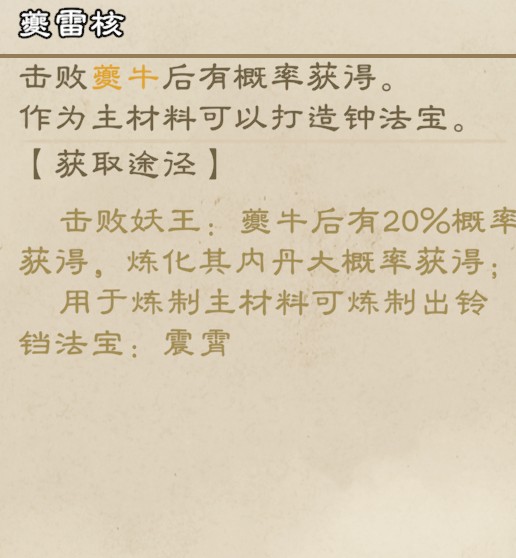 夔雷核
击败夔牛后有概率获得。
作为主材料可以打造钟法宝。
【获取途径】
击败妖王：夔牛后有20%概率
获得，炼化其内丹大概率获得；
用于炼制主材料可炼制出铃
铛法宝：震霄